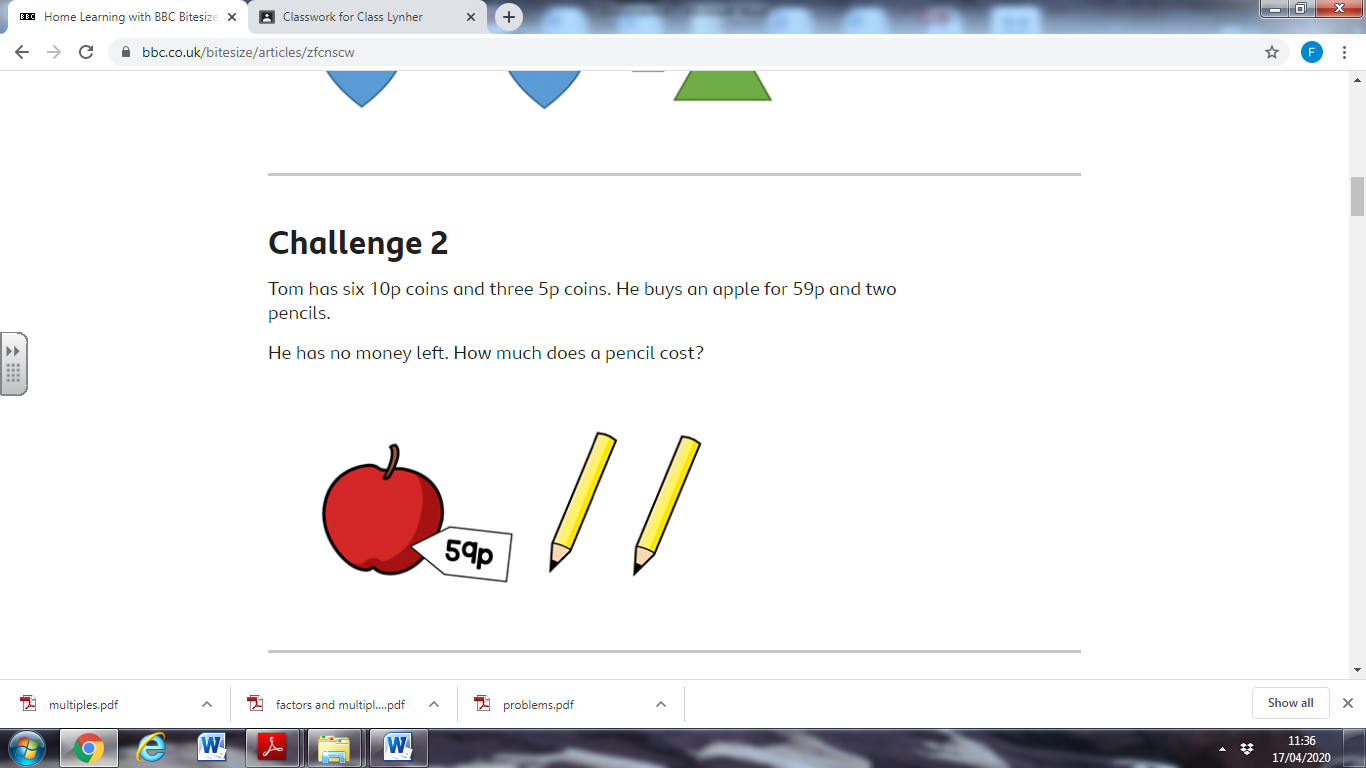 BBC Home Learning with BBC Bitesize
Classwork for Class Lynher
bbc.co.uk/bitesize/articles/zfcnscw
F
Challenge 2
Tom has six 10p coins and three 5p coins. He buys an apple for 59p and two
pencils.
He has no money left. How much does a pencil cost?
59p
multiples.pdf
factors and multipl....pdf
problems.pdf
Show all
11:36
17/04/2020